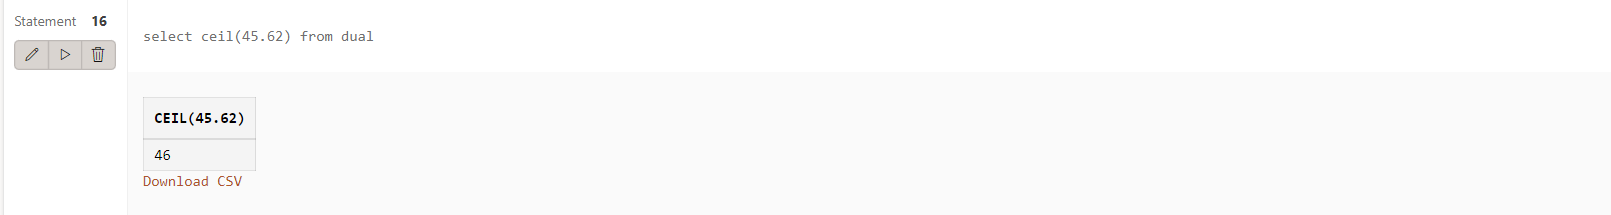 Statement 16
select ceil(45.62) from dual
CEIL(45.62)
46
Download CSV